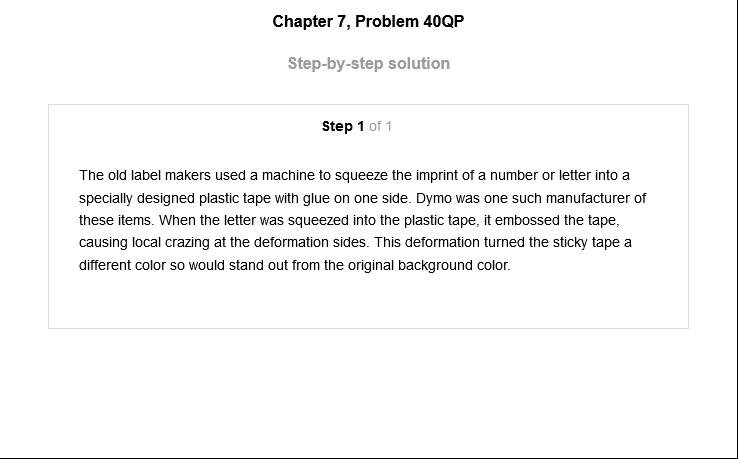 Chapter 7, Problem 40QP
Step-by-step solution
Step 1 of 1
The old label makers used a machine to squeeze the imprint of a number or letter into a
specially designed plastic tape with glue on one side. Dymo was one such manufacturer of
these items. When the letter was squeezed into the plastic tape, it embossed the tape,
causing local crazing at the deformation sides. This deformation turned the sticky tape a
different color so would stand out from the original background color.